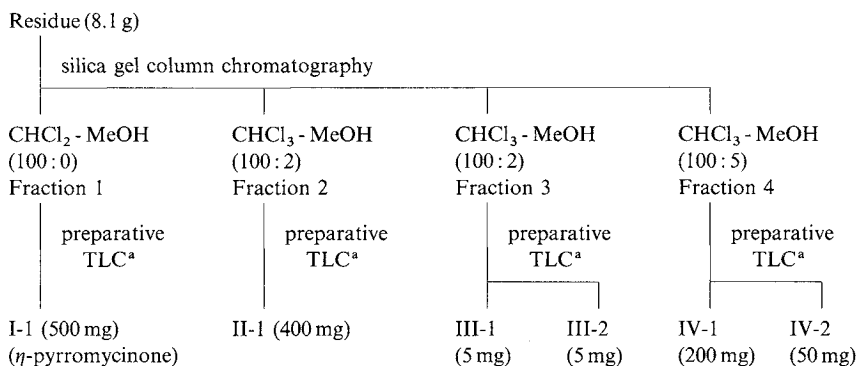 Residue (8.1 g)
silica gel column chromatography
CHCl₂ - MeOH CHCl₃ - MeOH CHCl₃ - MeOH CHCl₃ - MeOH
(100 : 0) (100 : 2) (100 : 2) (100 : 5)
Fraction 1 Fraction 2 Fraction 3 Fraction 4
preparative preparative preparative preparative
TLCᵃ TLCᵃ TLCᵃ TLCᵃ
I-1 (500 mg) II-1 (400 mg) III-1 III-2 IV-1 IV-2
(η-pyrromycinone) (5 mg) (5 mg) (200 mg) (50 mg)